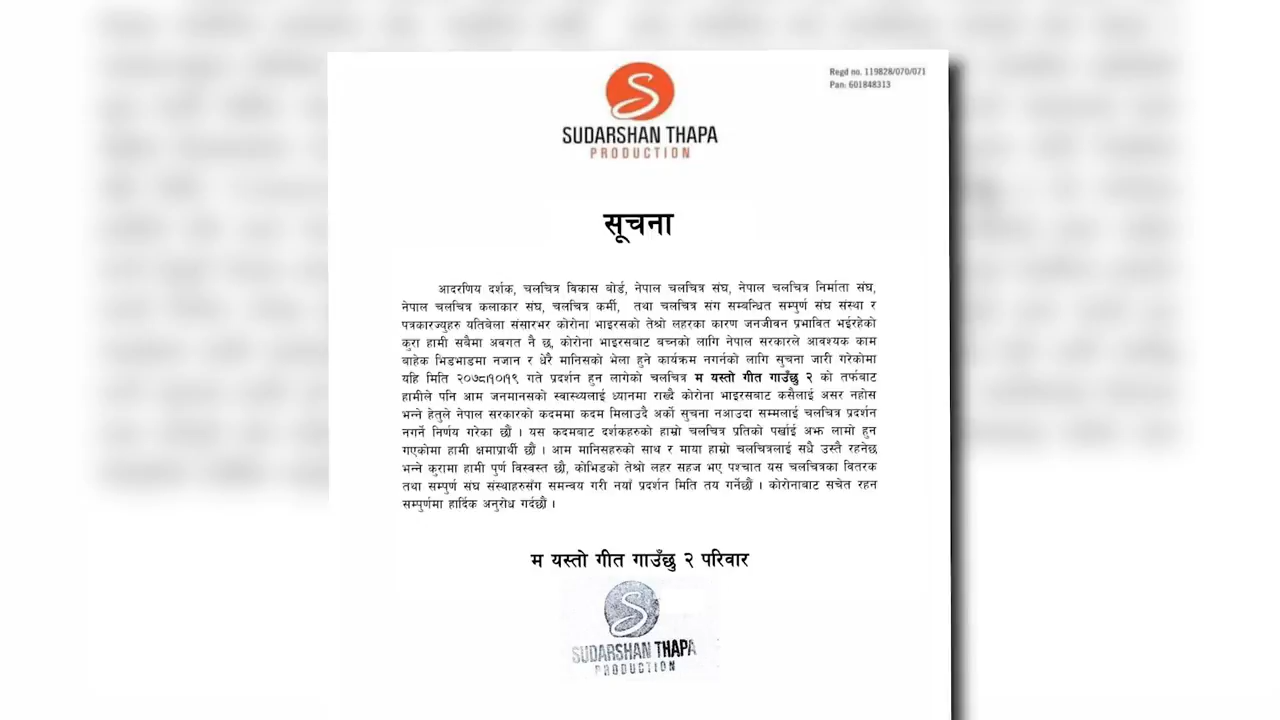 Regd no. 119828/070/071
Pan: 601848313
S
SUDARSHAN THAPA
PRODUCTION
सूचना
आदरणिय दर्शक, चलचित्र विकास बोर्ड, नेपाल चलचित्र संघ, नेपाल चलचित्र निर्माता संघ,
नेपाल चलचित्र कलाकार संघ, चलचित्र कर्मी, तथा चलचित्र संग सम्बन्धित सम्पुर्ण संघ संस्था र
पत्रकारज्युहरु यतिबेला संसारभर कोरोना भाइरसको तेश्रो लहरका कारण जनजीवन प्रभावित भईरहेको
कुरा हामी सबैमा अवगत नै छ, कोरोना भाइरसबाट बच्नको लागि नेपाल सरकारले आवश्यक काम
बाहेक भिडभाडमा नजान र धेरै मानिसको भेला हुने कार्यक्रम नगर्नको लागि सुचना जारी गरेकोमा
यहि मिति २०७८/१०/१९ गते प्रदर्शन हुन लागेको चलचित्र म यस्तो गीत गाउँछु २ को तर्फबाट
हामीले पनि आम जनमानसको स्वास्थ्यलाई ध्यानमा राख्दै कोरोना भाइरसबाट कसैलाई असर नहोस
भन्ने हेतुले नेपाल सरकारको कदममा कदम मिलाउदै अर्को सुचना नआउदा सम्मलाई चलचित्र प्रदर्शन
नगर्ने निर्णय गरेका छौं । यस कदमबाट दर्शकहरुको हाम्रो चलचित्र प्रतिको पर्खाई अझ लामो हुन
गएकोमा हामी क्षमाप्रार्थी छौं । आम मानिसहरुको साथ र माया हाम्रो चलचित्रलाई सधै उस्तै रहनेछ
भन्ने कुरामा हामी पुर्ण विस्वस्त छौ, कोभिडको तेश्रो लहर सहज भए पश्चात यस चलचित्रका वितरक
तथा सम्पुर्ण संघ संस्थाहरुसँग समन्वय गरी नयाँ प्रदर्शन मिति तय गर्नेछौं । कोरोनाबाट सचेत रहन
सम्पुर्णमा हार्दिक अनुरोध गर्दछौं ।
म यस्तो गीत गाउँछु २ परिवार
S
SUDARSHAN THAPA
PRODUCTION